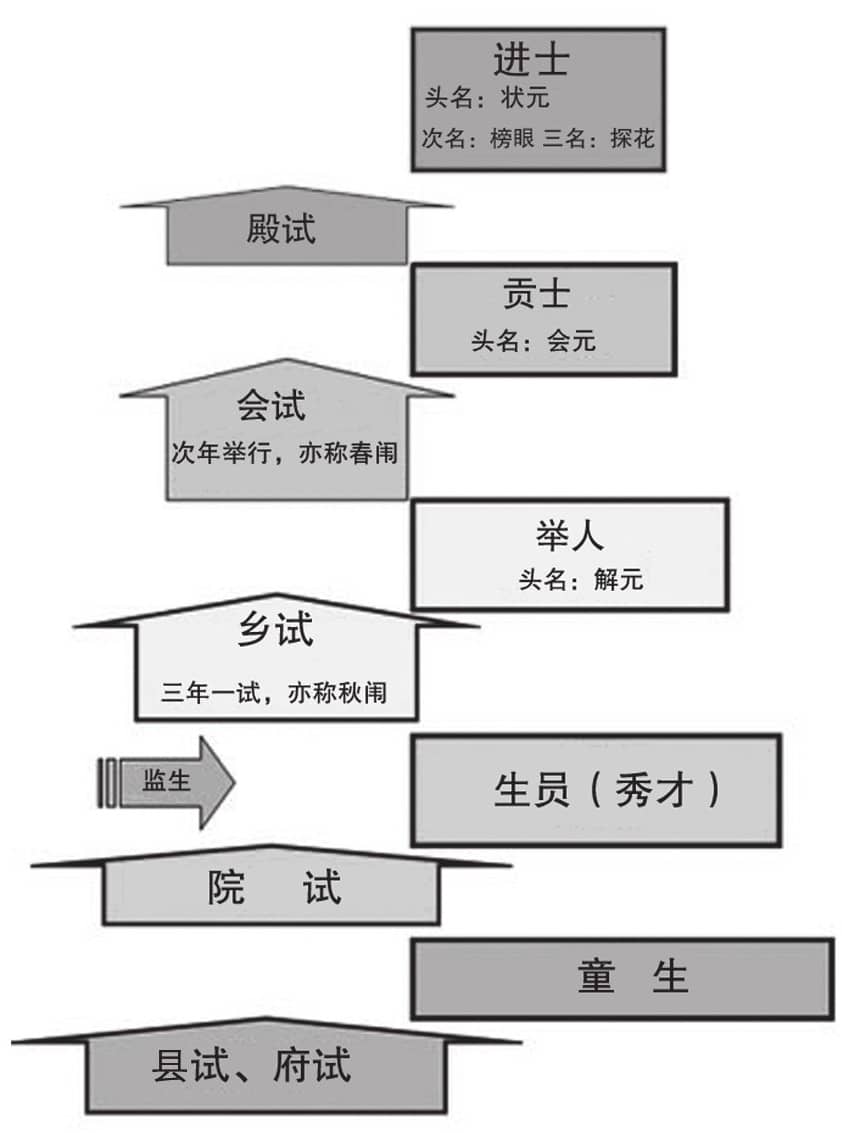 进士
头名：状元
次名：榜眼 三名：探花
殿试
贡士
头名：会元
会试
次年举行，亦称春闱
举人
头名：解元
乡试
三年一试，亦称秋闱
监生
生员（秀才）
院 试
童 生
县试、府试